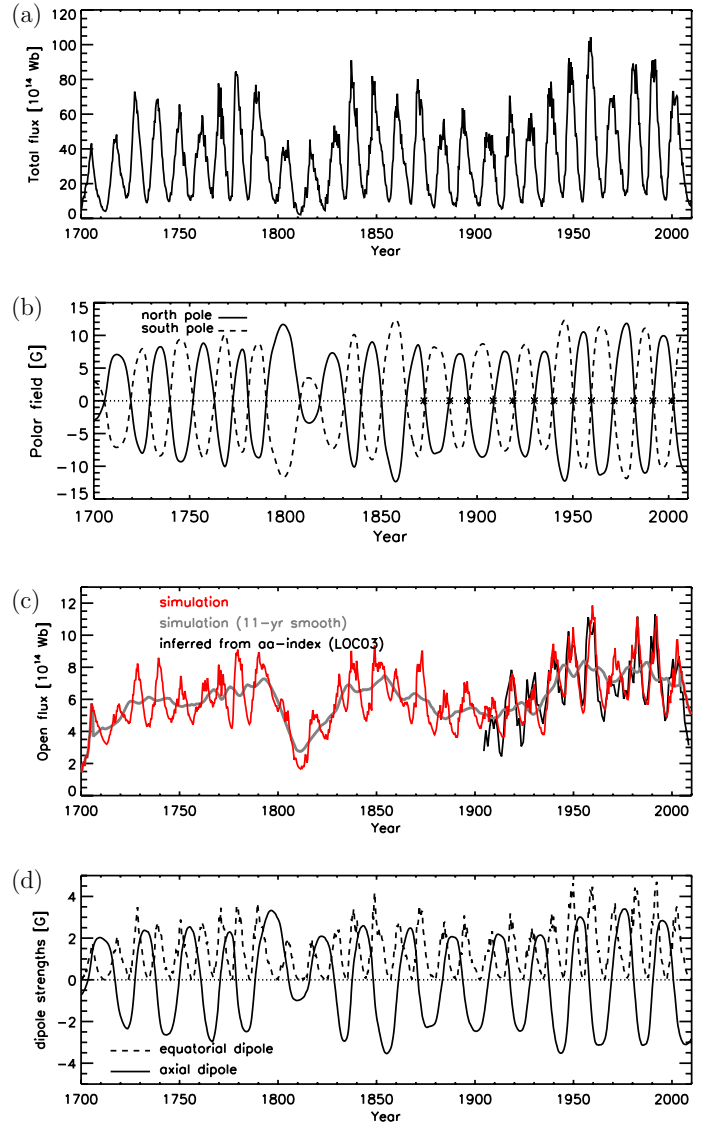 (a)
Total flux [10¹⁴ Wb]
120
100
80
60
40
20
0
1700 1750 1800 1850 1900 1950 2000
Year
(b)
Polar field [G]
north pole
south pole
15
10
5
0
−5
−10
−15
1700 1750 1800 1850 1900 1950 2000
Year
(c)
Open flux [10¹⁴ Wb]
simulation
simulation (11−yr smooth)
inferred from aa−index (LOC03)
12
10
8
6
4
2
0
1700 1750 1800 1850 1900 1950 2000
Year
(d)
dipole strengths [G]
4
2
0
−2
−4
equatorial dipole
axial dipole
1700 1750 1800 1850 1900 1950 2000
Year